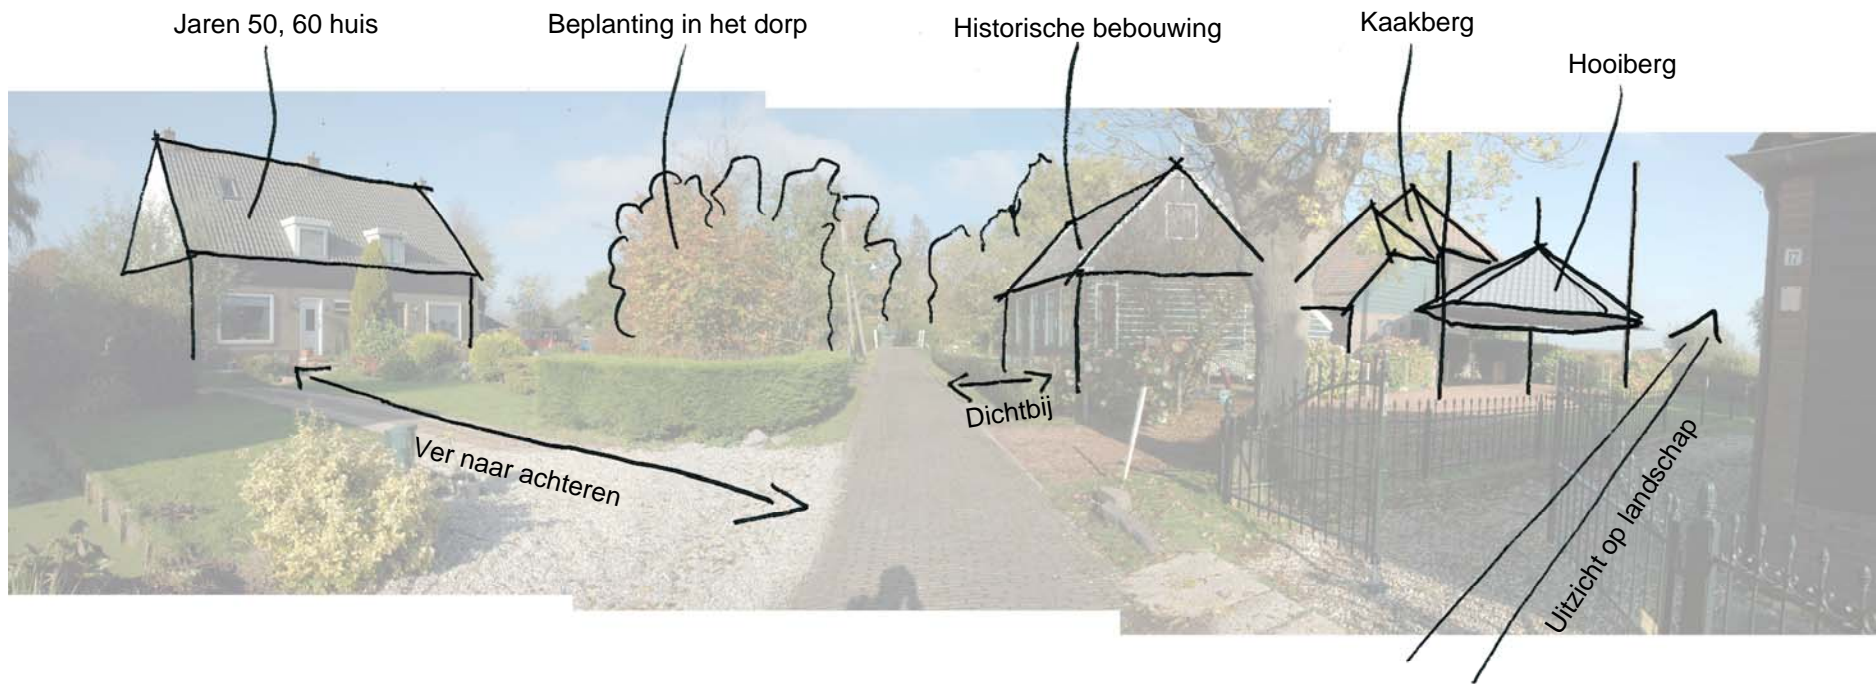 Jaren 50, 60 huis
Beplanting in het dorp
Historische bebouwing
Kaakberg
Hooiberg
17
Dichtbij
Ver naar achteren
Uitzicht op landschap